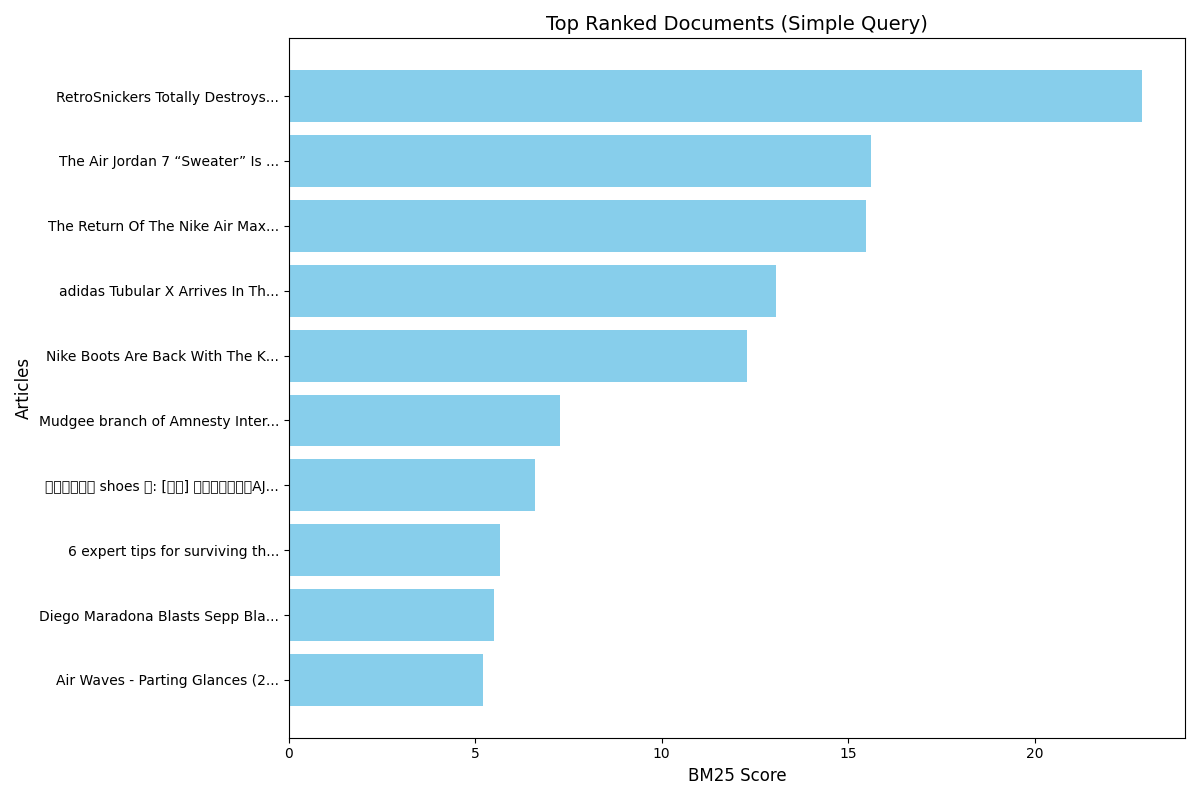 Top Ranked Documents (Simple Query)
Articles
RetroSnickers Totally Destroys...
The Air Jordan 7 “Sweater” Is ...
The Return Of The Nike Air Max...
adidas Tubular X Arrives In Th...
Nike Boots Are Back With The K...
Mudgee branch of Amnesty Inter...
shoes : [] AJ...
6 expert tips for surviving th...
Diego Maradona Blasts Sepp Bla...
Air Waves - Parting Glances (2...
0 5 10 15 20
BM25 Score